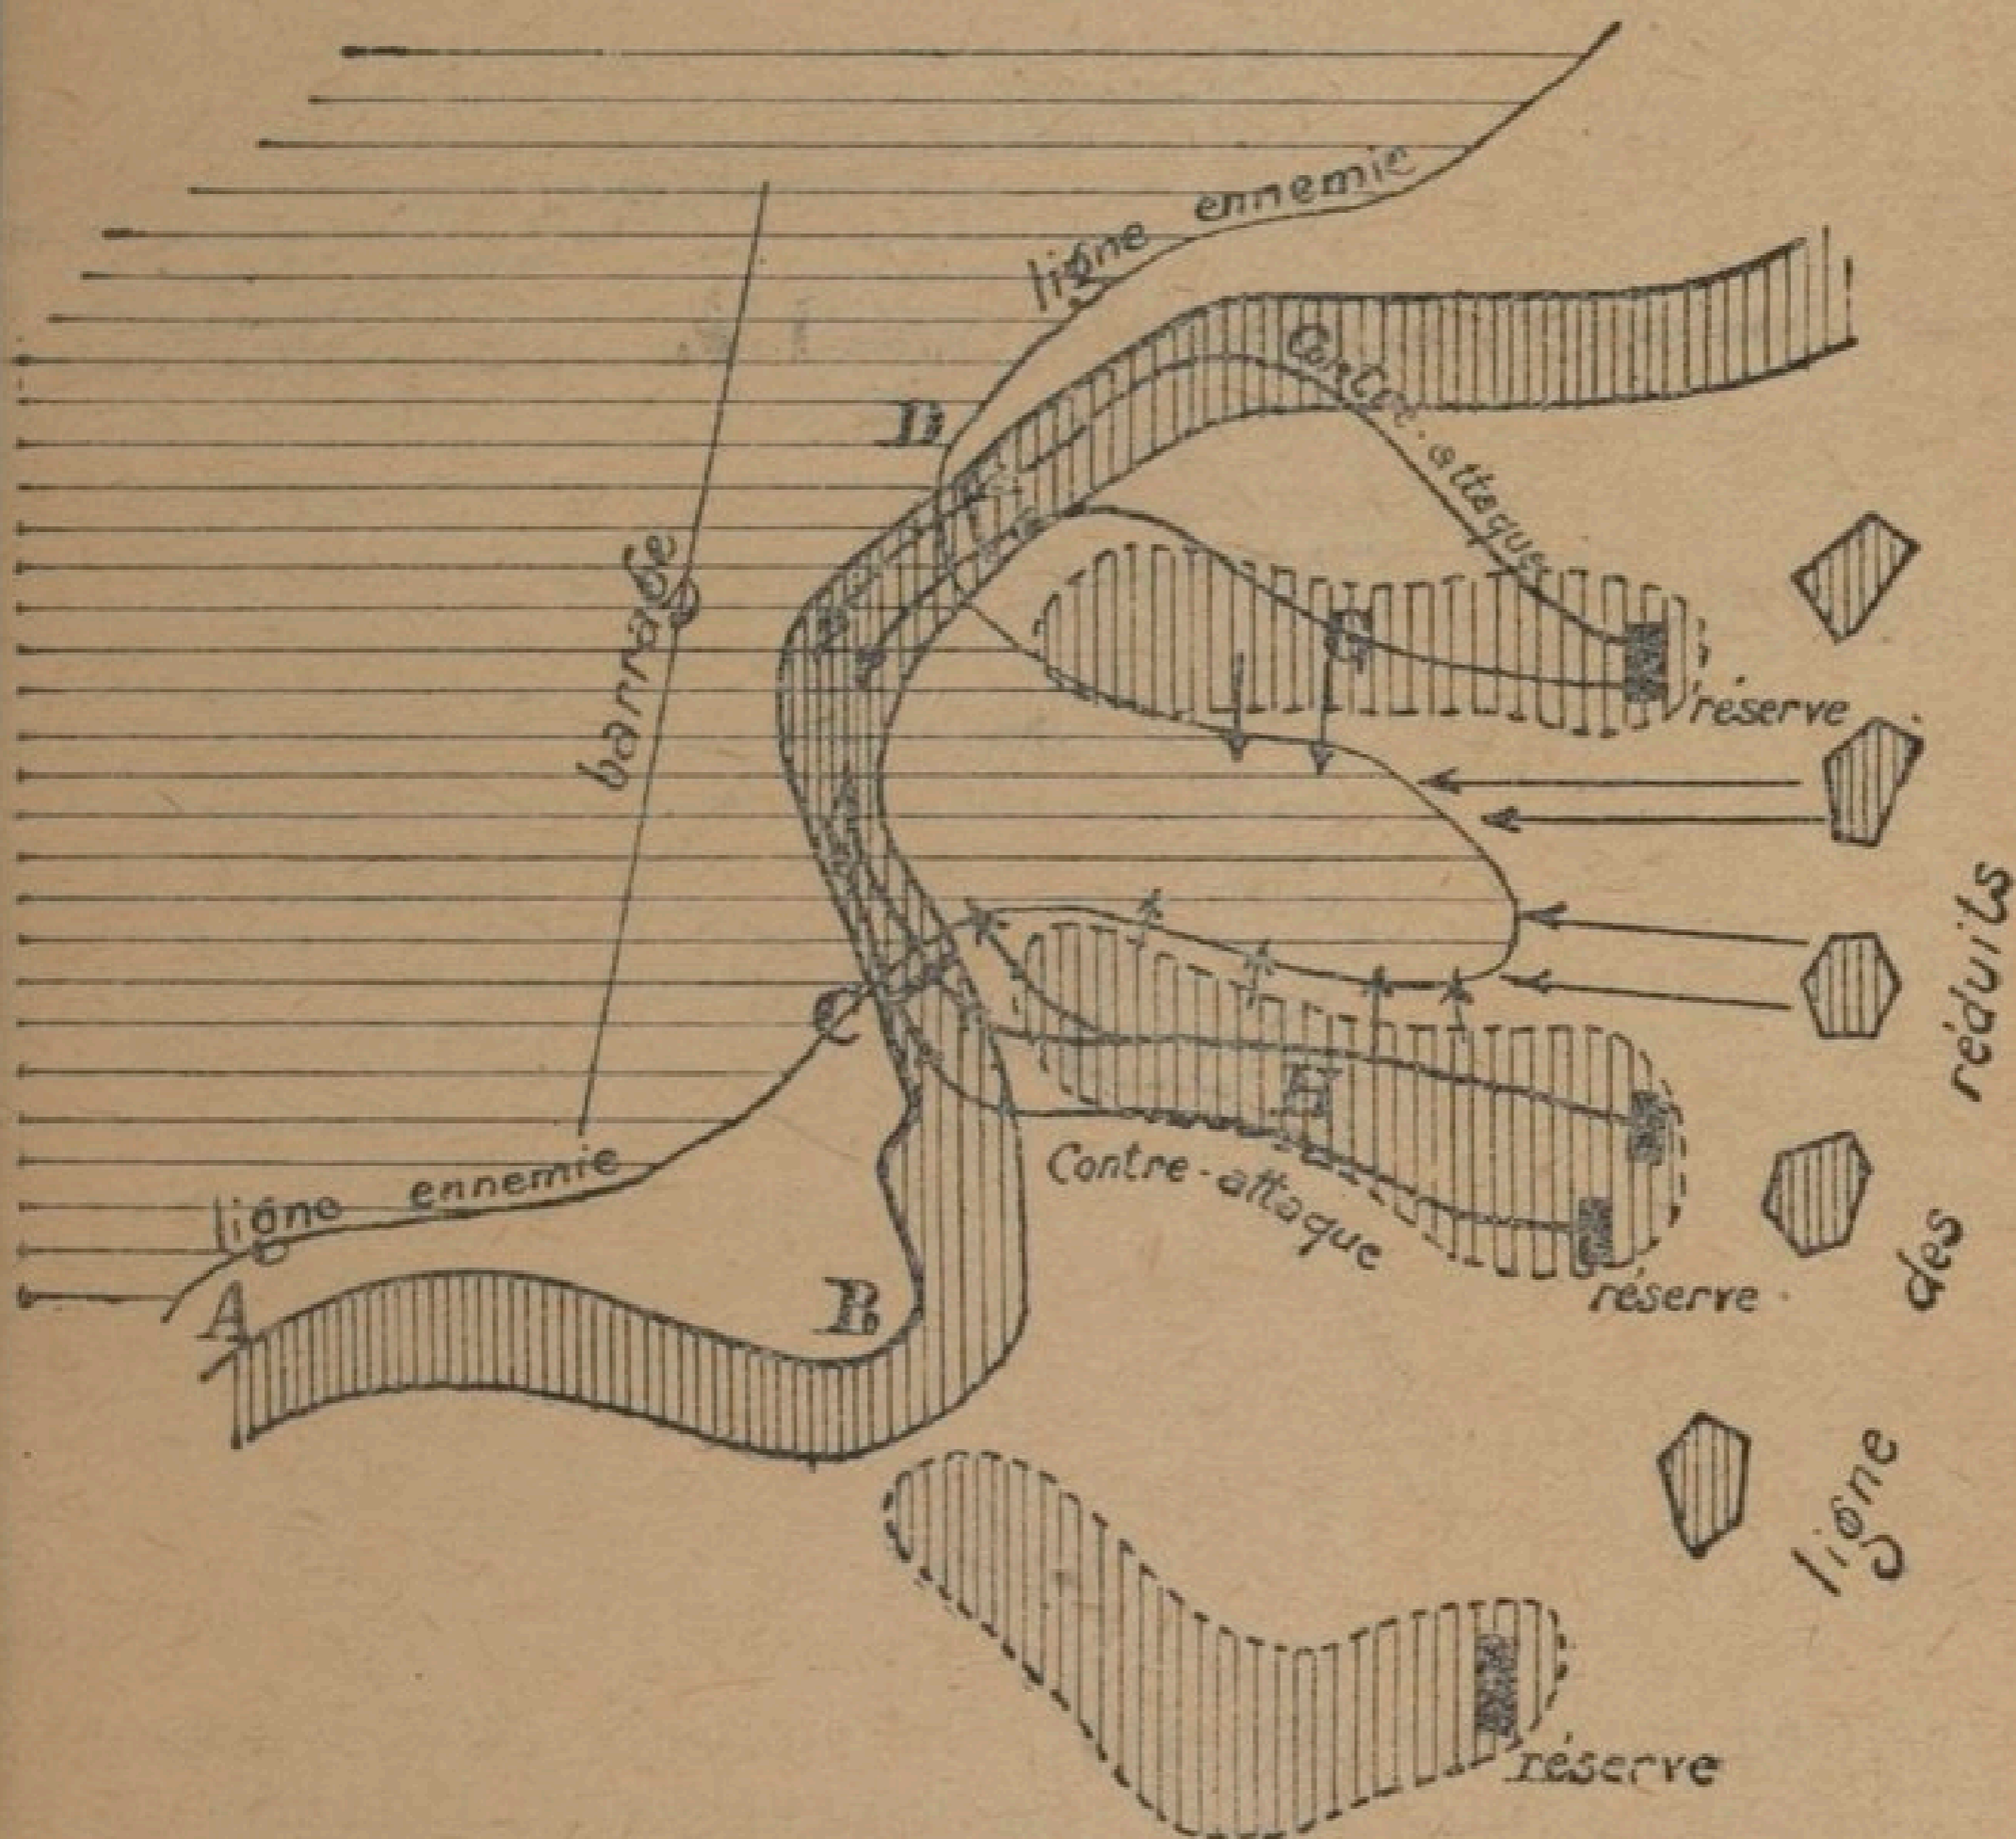 ligne ennemie
D
Contre-attaque
barrage
G
réserve
C
H
Contre-attaque
ligne ennemie
A
B
réserve
ligne des réduits
réserve